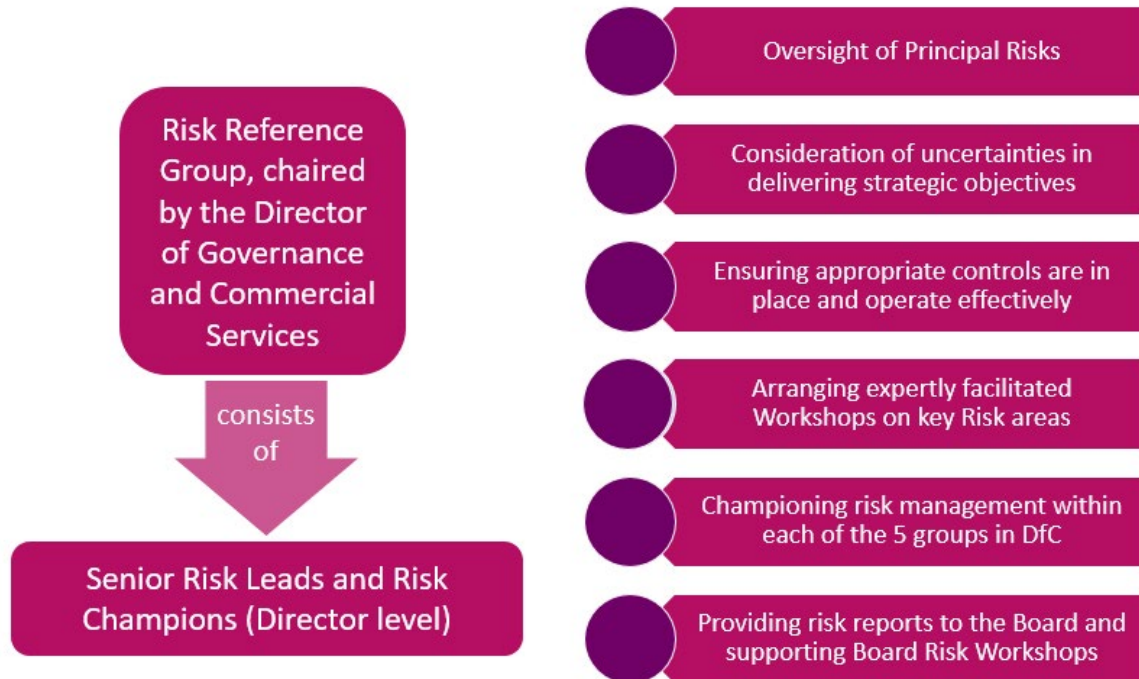 Risk Reference
Group, chaired
by the Director
of Governance
and Commercial
Services
consists
of
Senior Risk Leads and Risk
Champions (Director level)
Oversight of Principal Risks
Consideration of uncertainties in
delivering strategic objectives
Ensuring appropriate controls are in
place and operate effectively
Arranging expertly facilitated
Workshops on key Risk areas
Championing risk management within
each of the 5 groups in DfC
Providing risk reports to the Board and
supporting Board Risk Workshops